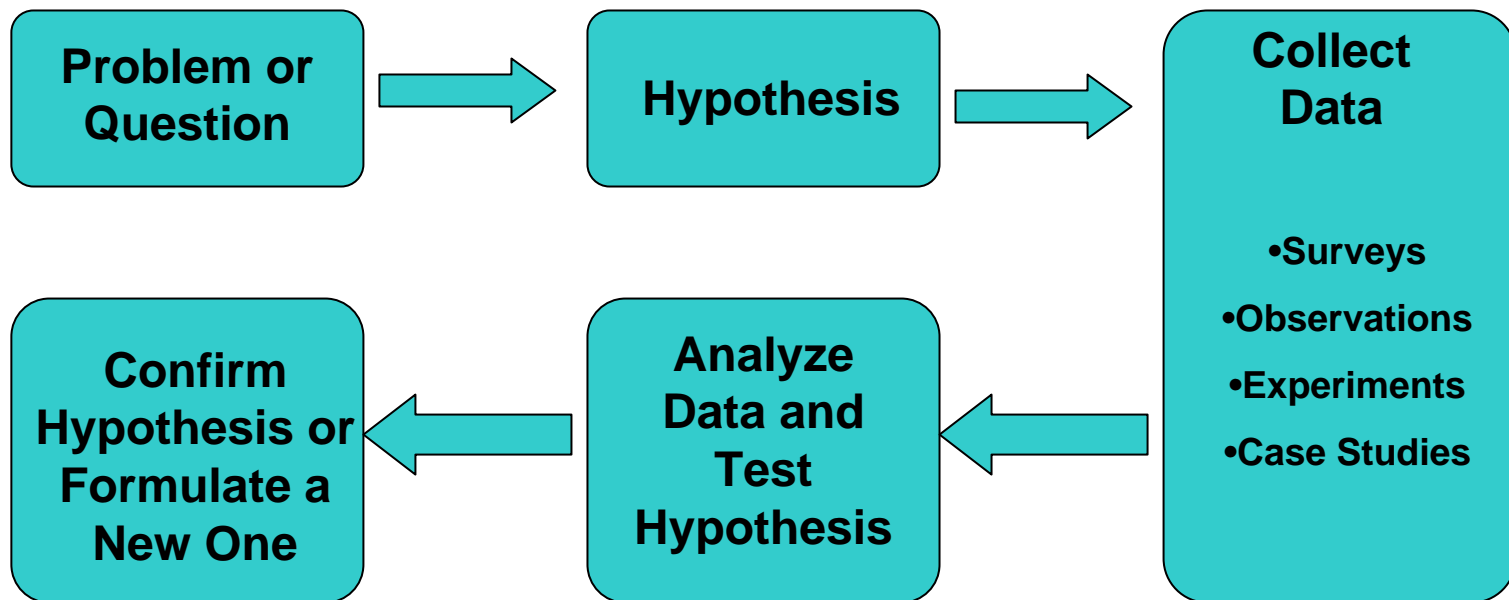 Problem or
Question
Hypothesis
Collect
Data
•Surveys
•Observations
•Experiments
•Case Studies
Analyze
Data and
Test
Hypothesis
Confirm
Hypothesis or
Formulate a
New One